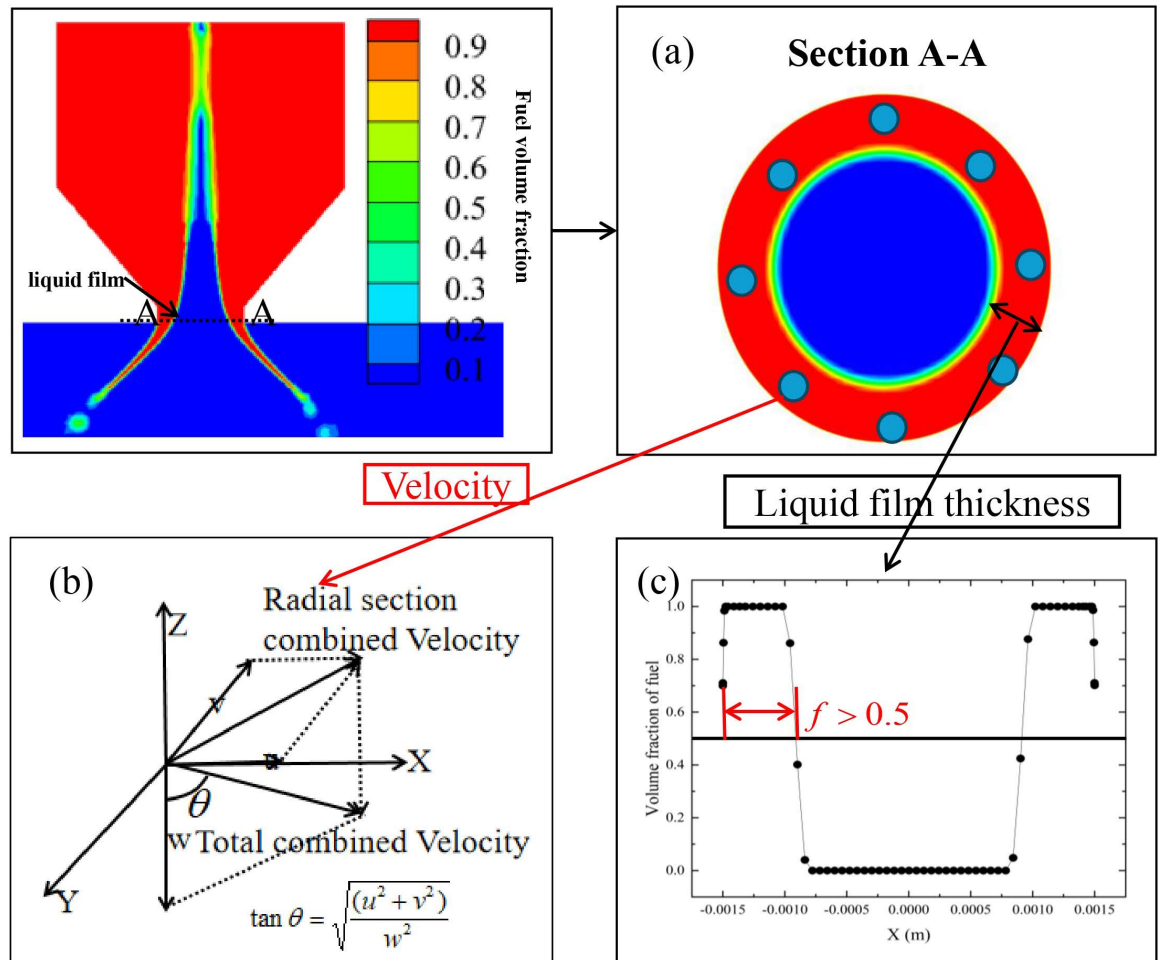 0.9
0.8
0.7
0.6
0.5
0.4
0.3
0.2
0.1
Fuel volume
fraction
liquid film
A
A
(a)
Section A-A
Velocity
Liquid film thickness
(b)
Radial section
combined Velocity
Z
v
u
X
θ
w
Total combined Velocity
Y
tan θ = √((u² + v²)/w²)
(c)
Volume fraction of fuel
1.0
0.8
0.6
0.4
0.2
0.0
f > 0.5
-0.0015 -0.0010 -0.0005 0.0000 0.0005 0.0010 0.0015
X (m)